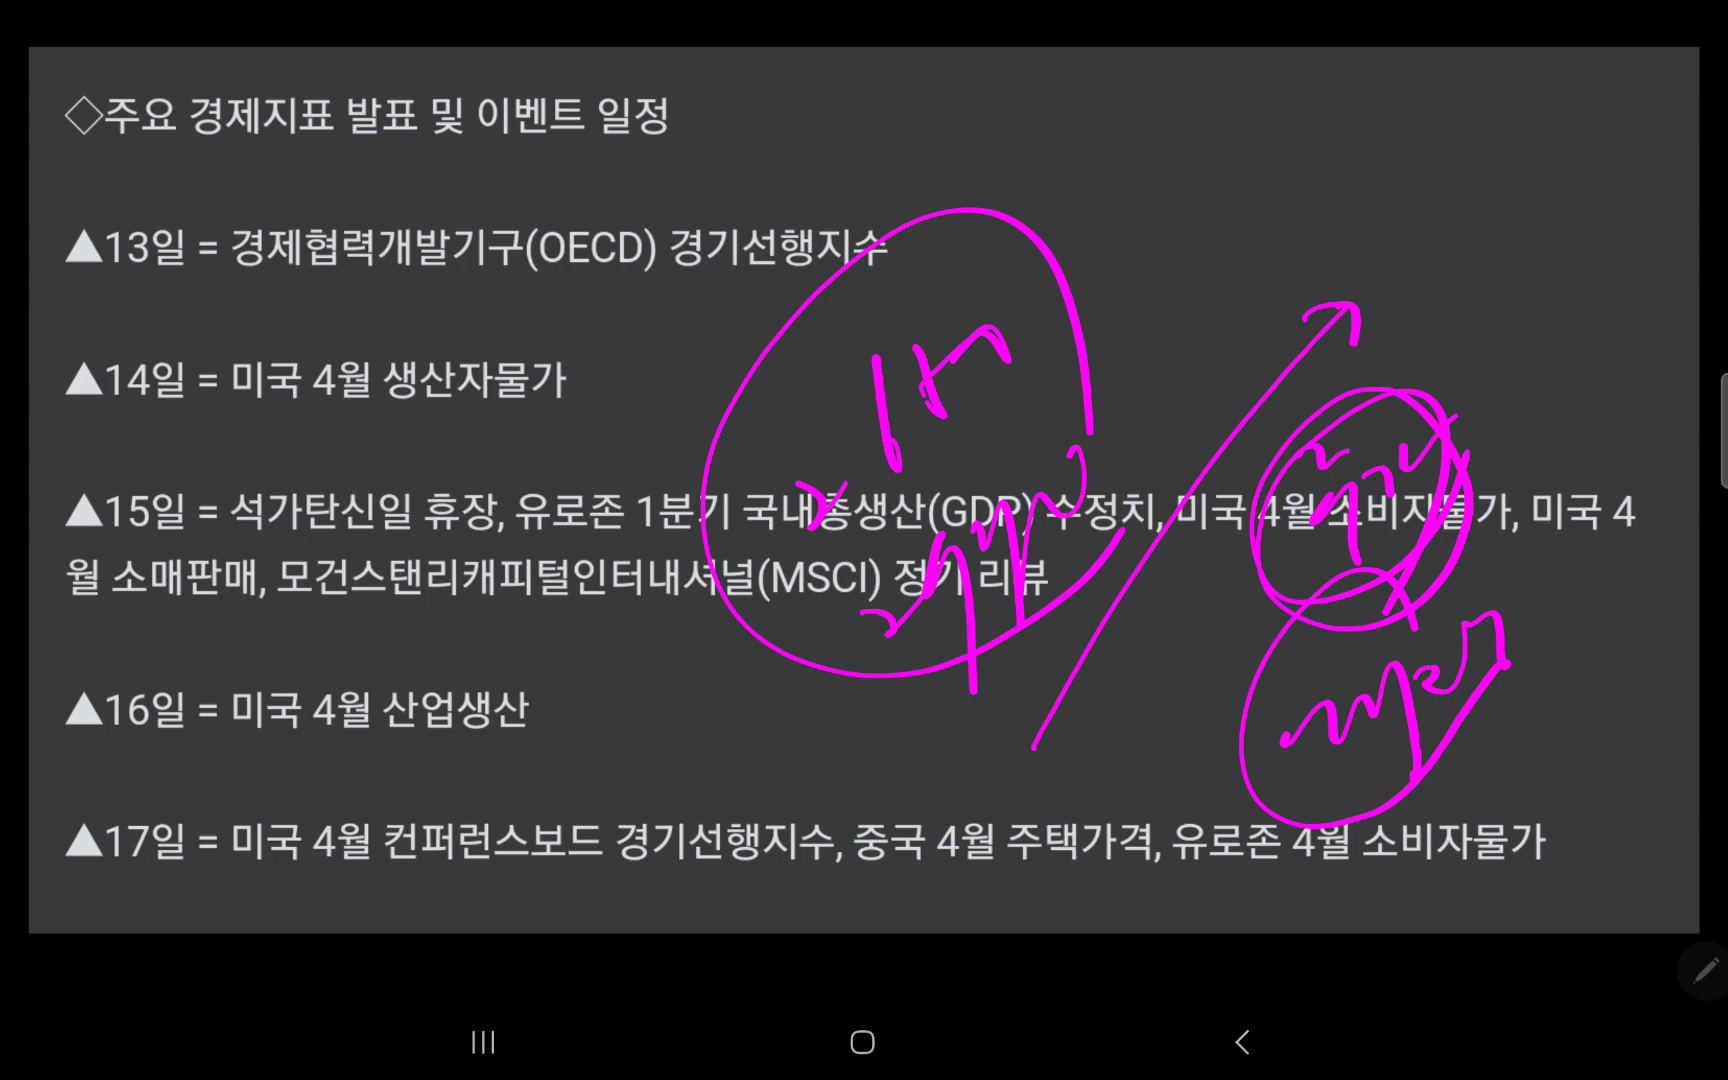 ◇주요 경제지표 발표 및 이벤트 일정
▲13일 = 경제협력개발기구(OECD) 경기선행지수
▲14일 = 미국 4월 생산자물가
▲15일 = 석가탄신일 휴장, 유로존 1분기 국내총생산(GDP) 수정치, 미국 4월 소비자물가, 미국 4
월 소매판매, 모건스탠리캐피털인터내셔널(MSCI) 정기 리뷰
▲16일 = 미국 4월 산업생산
▲17일 = 미국 4월 컨퍼런스보드 경기선행지수, 중국 4월 주택가격, 유로존 4월 소비자물가